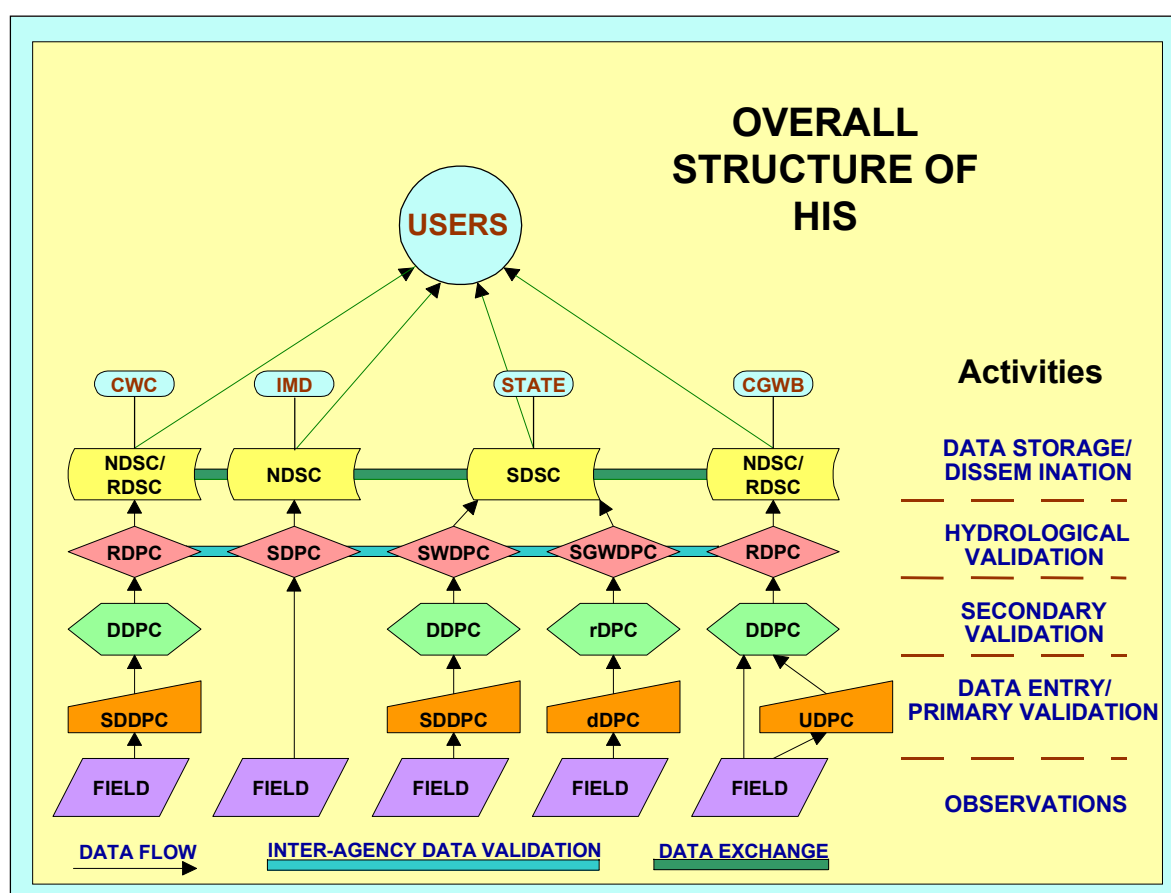 OVERALL
STRUCTURE OF
HIS
USERS
CWC
IMD
STATE
CGWB
Activities
NDSC/
RDSC
NDSC
SDSC
NDSC/
RDSC
DATA STORAGE/
DISSEM INATION
RDPC
SDPC
SWDPC
SGWDPC
RDPC
HYDROLOGICAL
VALIDATION
DDPC
DDPC
rDPC
DDPC
SECONDARY
VALIDATION
SDDPC
SDDPC
dDPC
UDPC
DATA ENTRY/
PRIMARY VALIDATION
FIELD
FIELD
FIELD
FIELD
FIELD
OBSERVATIONS
DATA FLOW
INTER-AGENCY DATA VALIDATION
DATA EXCHANGE